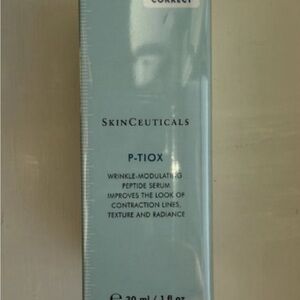 CORRECT
SKINCEUTICALS
P-TIOX
WRINKLE-MODULATING
PEPTIDE SERUM
IMPROVES THE LOOK OF
CONTRACTION LINES,
TEXTURE AND RADIANCE
℮ 30 ml / 1 fl oz